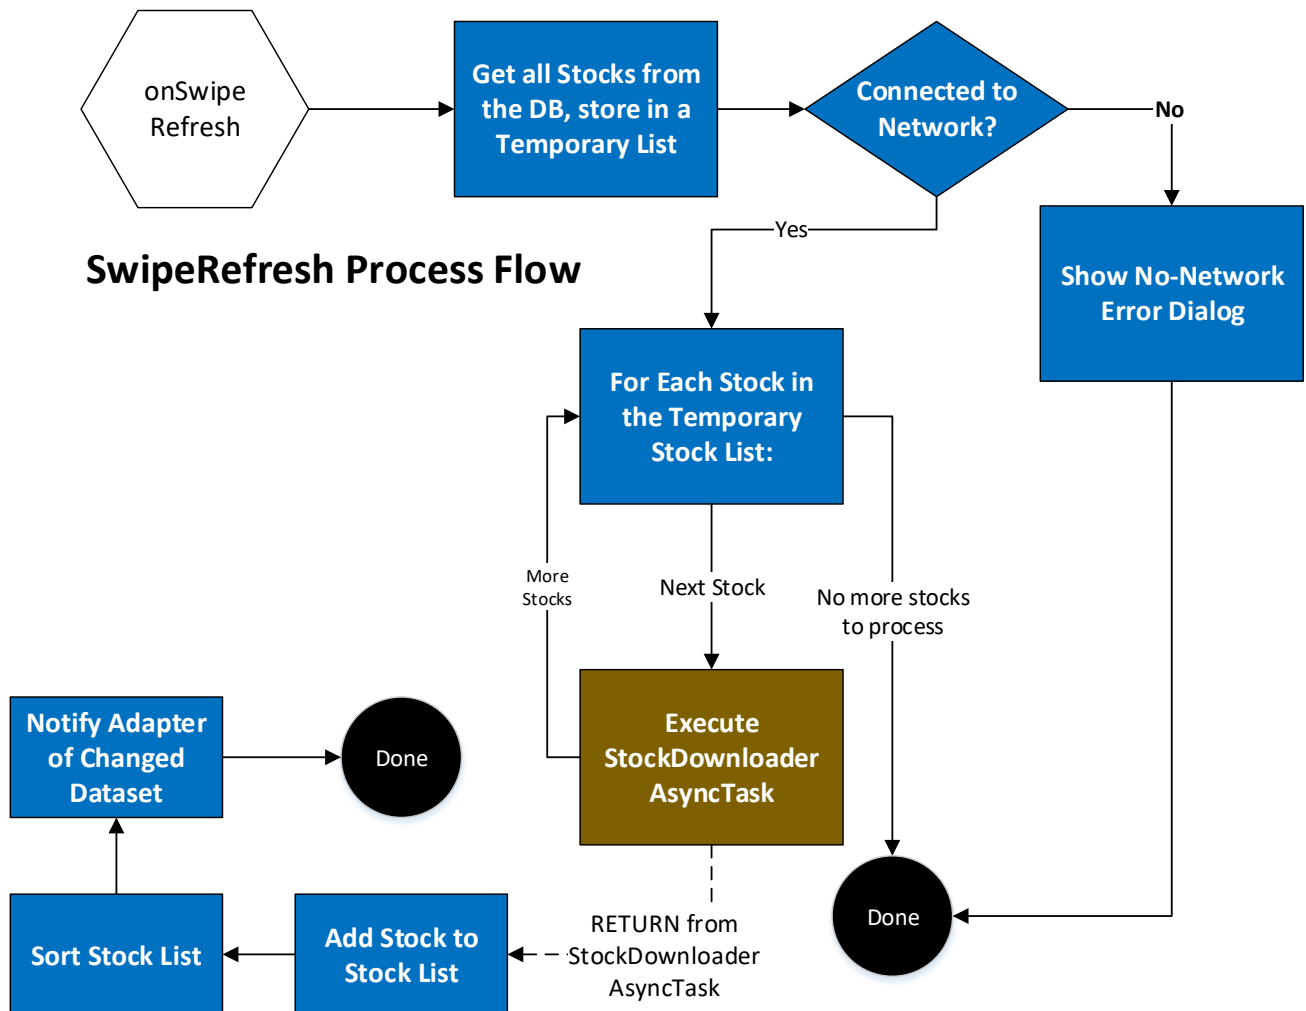 onSwipe
Refresh
Get all Stocks from
the DB, store in a
Temporary List
Connected to
Network?
No
Yes
SwipeRefresh Process Flow
Show No-Network
Error Dialog
For Each Stock in
the Temporary
Stock List:
More
Stocks
Next Stock
No more stocks
to process
Execute
StockDownloader
AsyncTask
Notify Adapter
of Changed
Dataset
Done
Done
RETURN from
StockDownloader
AsyncTask
Add Stock to
Stock List
Sort Stock List